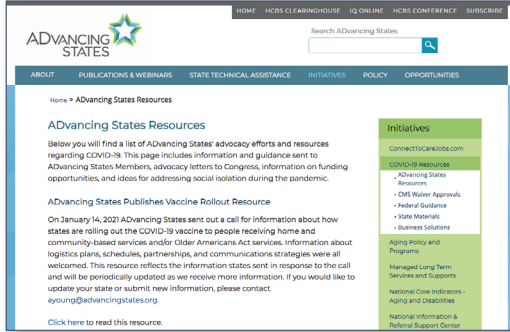 HOME HCBS CLEARINGHOUSE IQ ONLINE HCBS CONFERENCE SUBSCRIBE
ADVANCING
STATES
Search ADvancing States
ABOUT PUBLICATIONS & WEBINARS STATE TECHNICAL ASSISTANCE INITIATIVES POLICY OPPORTUNITIES
Home > ADvancing States Resources
ADvancing States Resources
Below you will find a list of ADvancing States' advocacy efforts and resources
regarding COVID-19. This page includes information and guidance sent to
ADvancing States Members, advocacy letters to Congress, information on funding
opportunities, and ideas for addressing social isolation during the pandemic.
ADvancing States Publishes Vaccine Rollout Resource
On January 14, 2021 ADvancing States sent out a call for information about how
states are rolling out the COVID-19 vaccine to people receiving home and
community-based services and/or Older Americans Act services. Information about
logistics plans, schedules, partnerships, and communications strategies were all
welcomed. This resource reflects the information states sent in response to the call
and will be periodically updated as we receive more information. If you would like to
update your state or submit new information, please contact
ayoung@advancingstates.org.
Click here to read this resource.
Initiatives
ConnectToCareJobs.com
COVID-19 Resources
• ADvancing States
Resources
• CMS Waiver Approvals
• Federal Guidance
• State Materials
• Business Solutions
Aging Policy and
Programs
Managed Long Term
Services and Supports
National Core Indicators -
Aging and Disabilities
National Information &
Referral Support Center